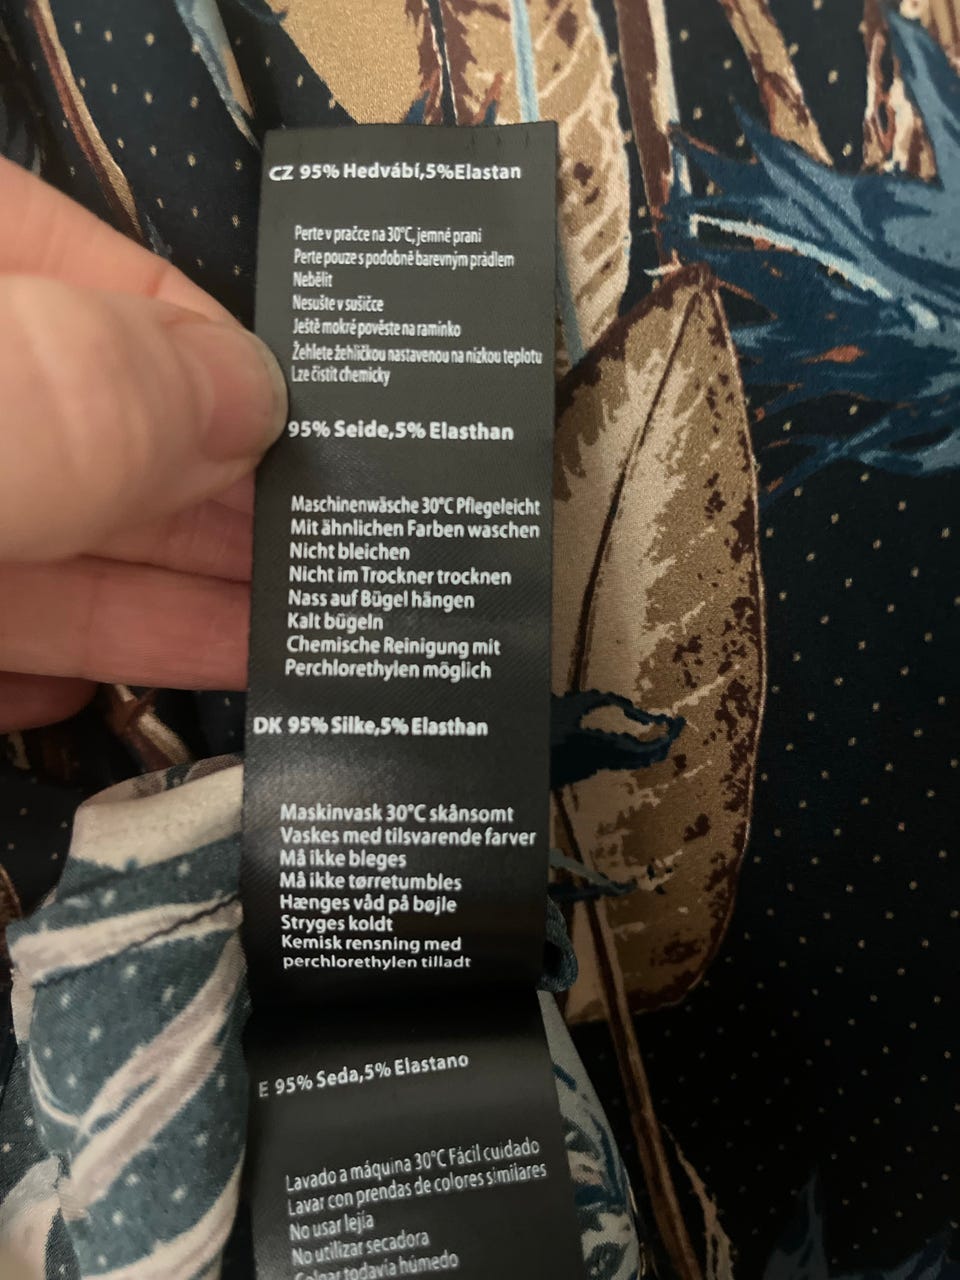 CZ 95% Hedvábí,5%Elastan
Perte v pračce na 30°C, jemné praní
Perte pouze s podobně barevným prádlem
Nebělit
Nesušte v sušičce
Ještě mokré pověste na raminko
Žehlete žehličkou nastavenou na nízkou teplotu
Lze čistit chemicky
95% Seide,5% Elasthan
Maschinenwäsche 30°C Pflegeleicht
Mit ähnlichen Farben waschen
Nicht bleichen
Nicht im Trockner trocknen
Nass auf Bügel hängen
Kalt bügeln
Chemische Reinigung mit
Perchlorethylen möglich
DK 95% Silke,5% Elasthan
Maskinvask 30°C skånsomt
Vaskes med tilsvarende farver
Må ikke bleges
Må ikke tørretumbles
Hænges våd på bøjle
Stryges koldt
Kemisk rensning med
perchlorethylen tilladt
E 95% Seda,5% Elastano
Lavado a máquina 30°C Fácil cuidado
Lavar con prendas de colores similares
No usar lejía
No utilizar secadora
Colgar todavía húmedo